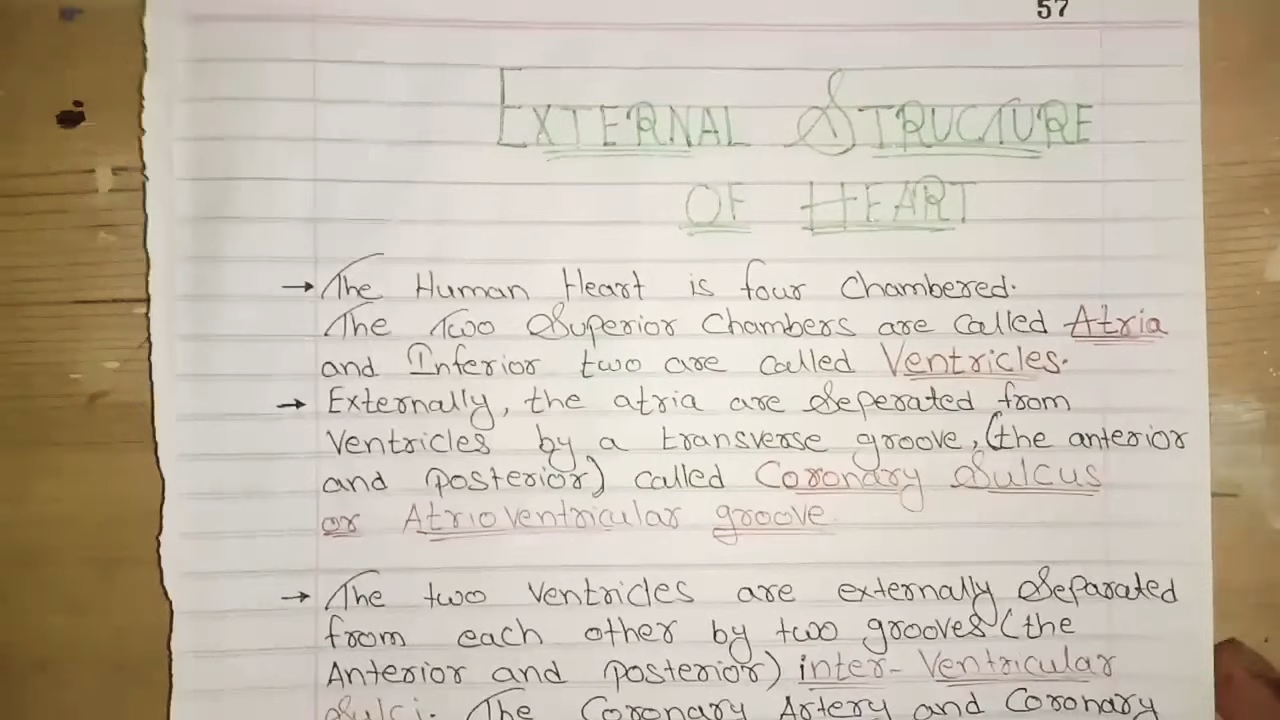 57
EXTERNAL STRUCTURE
OF HEART
→ The Human Heart is four Chambered.
The Two Superior Chambers are called Atria
and Inferior two are called Ventricles.
→ Externally, the atria are Seperated from
Ventricles by a transverse groove, (the anterior
and posterior) called Coronary Sulcus
or Atrioventricular groove.
→ The two Ventricles are externally Separated
from each other by two grooves (the
Anterior and posterior) inter-Ventricular
Sulci. The Coronary Artery and Coronary